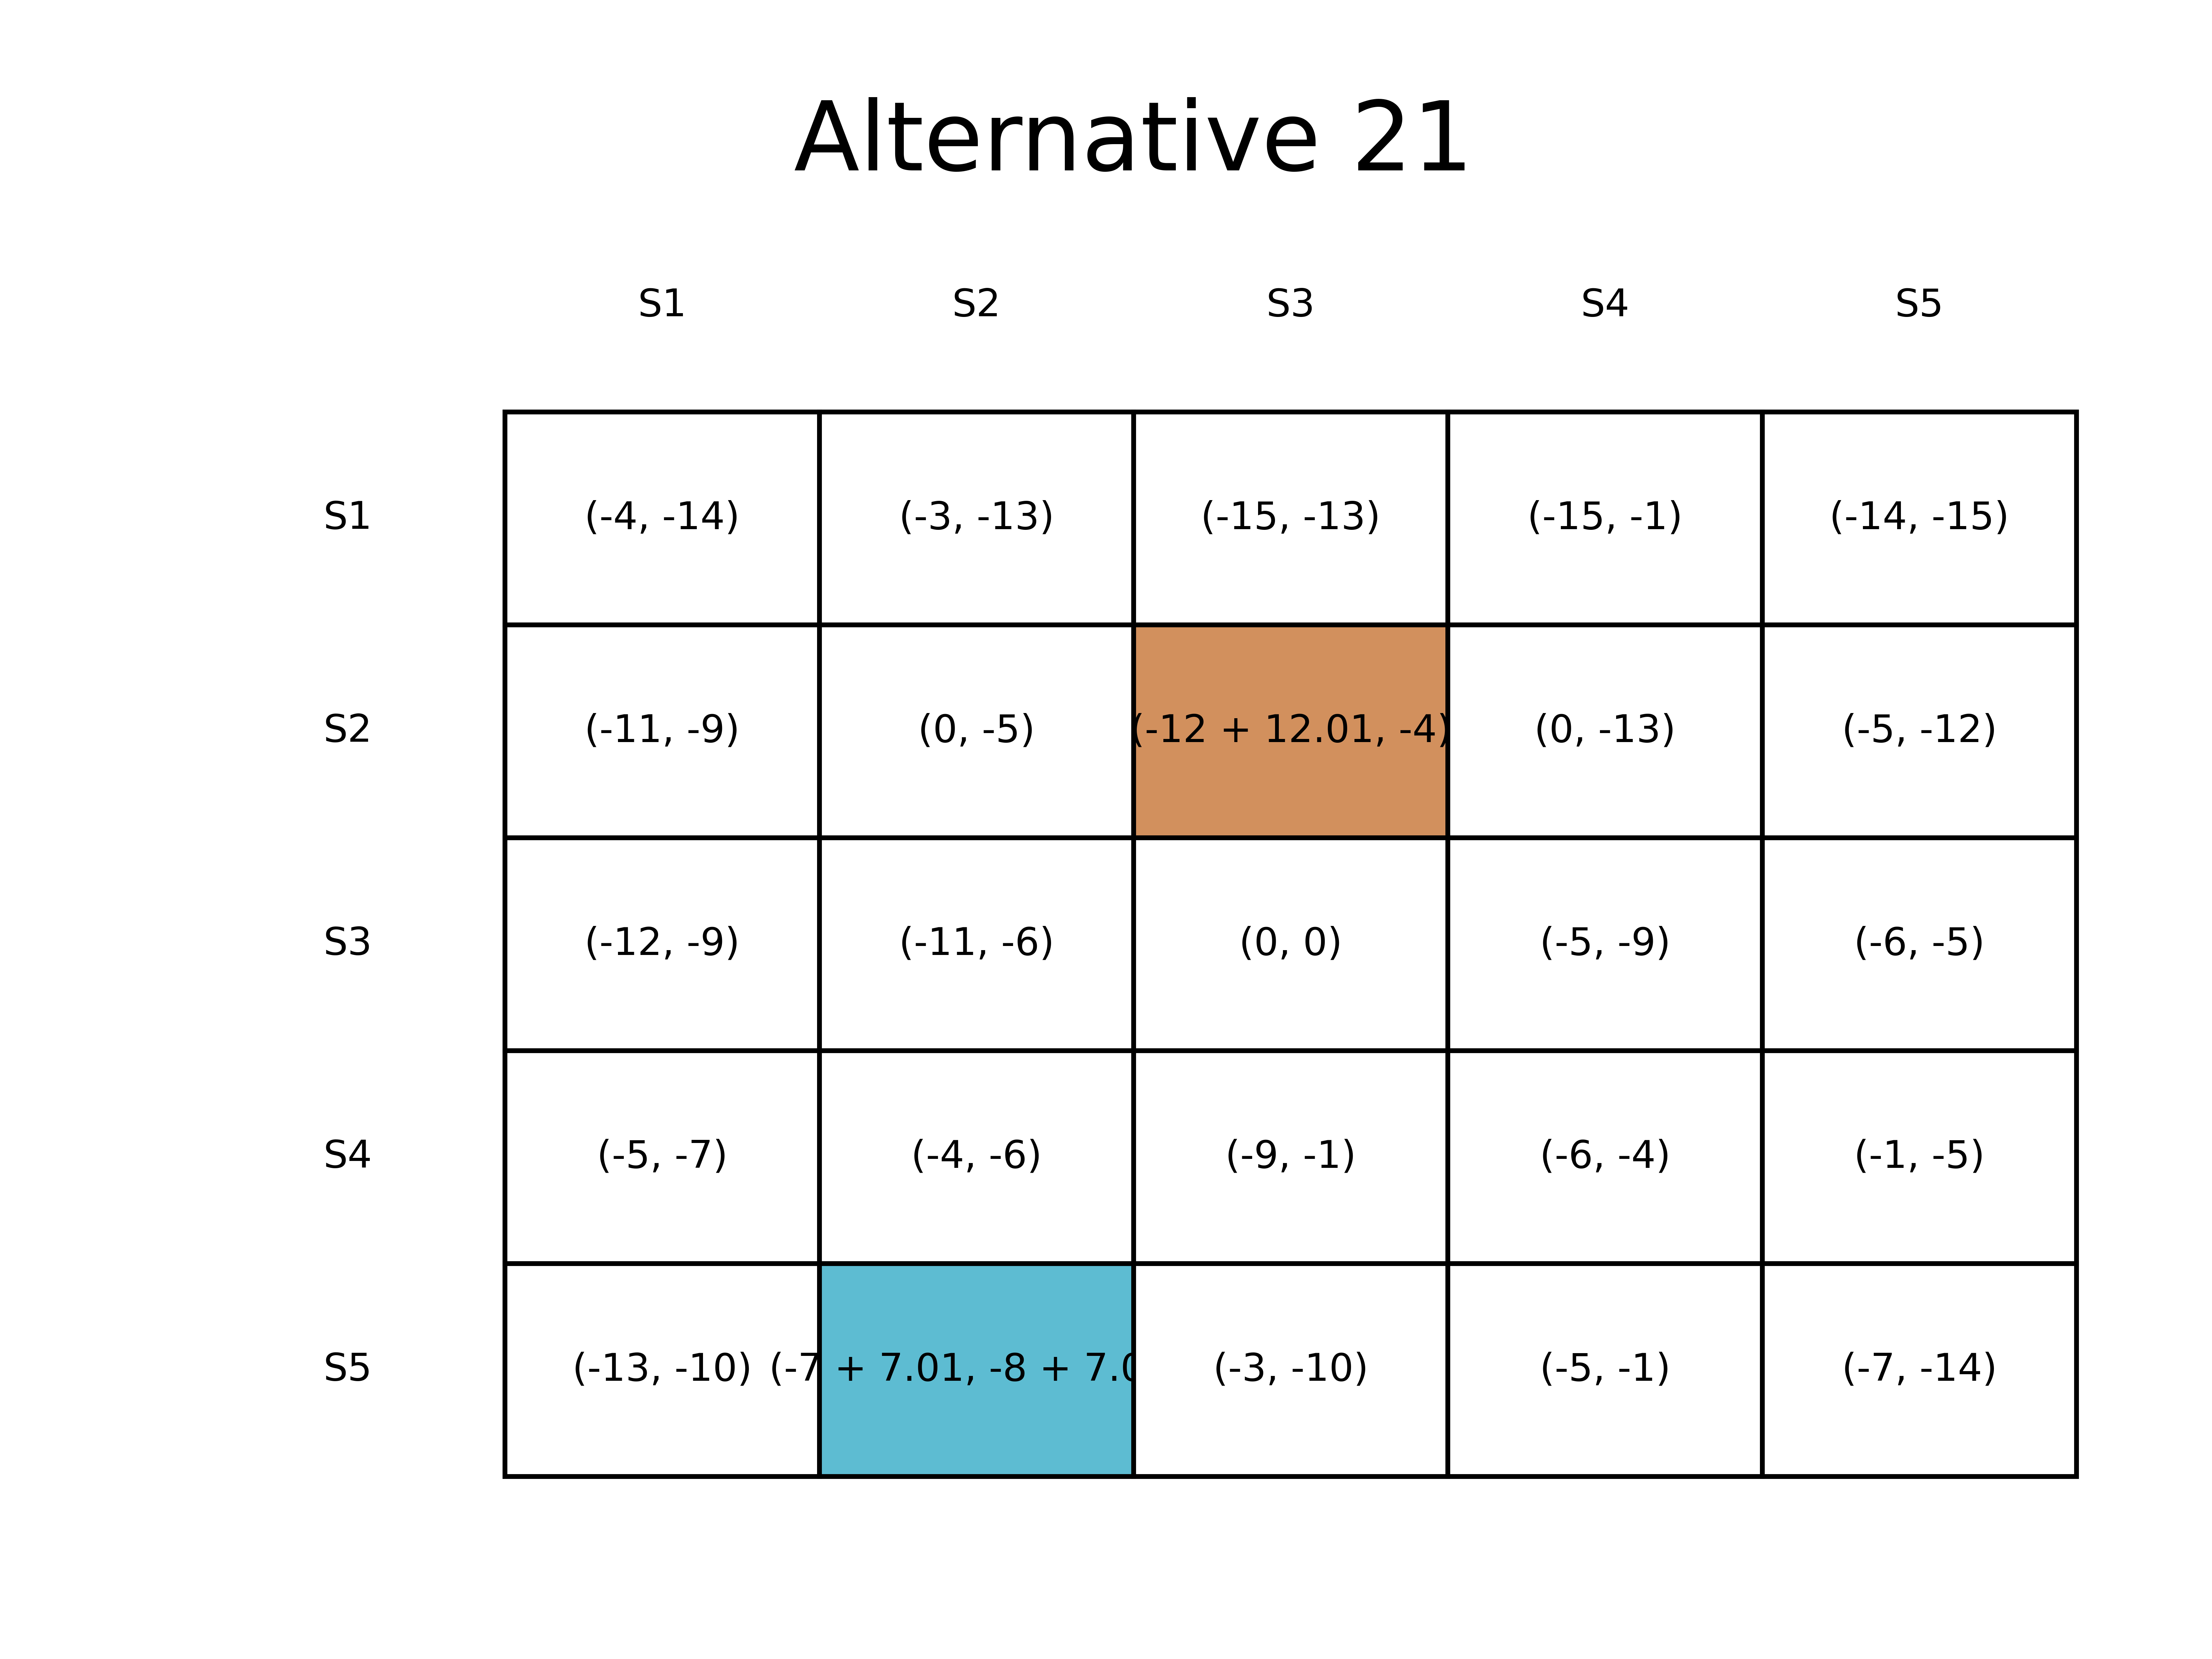 Alternative 21
S1 S2 S3 S4 S5
S1 (-4, -14) (-3, -13) (-15, -13) (-15, -1) (-14, -15)
S2 (-11, -9) (0, -5) (-12 + 12.01, -4) (0, -13) (-5, -12)
S3 (-12, -9) (-11, -6) (0, 0) (-5, -9) (-6, -5)
S4 (-5, -7) (-4, -6) (-9, -1) (-6, -4) (-1, -5)
S5 (-13, -10) (-7 + 7.01, -8 + (-3, -10) (-5, -1) (-7, -14)